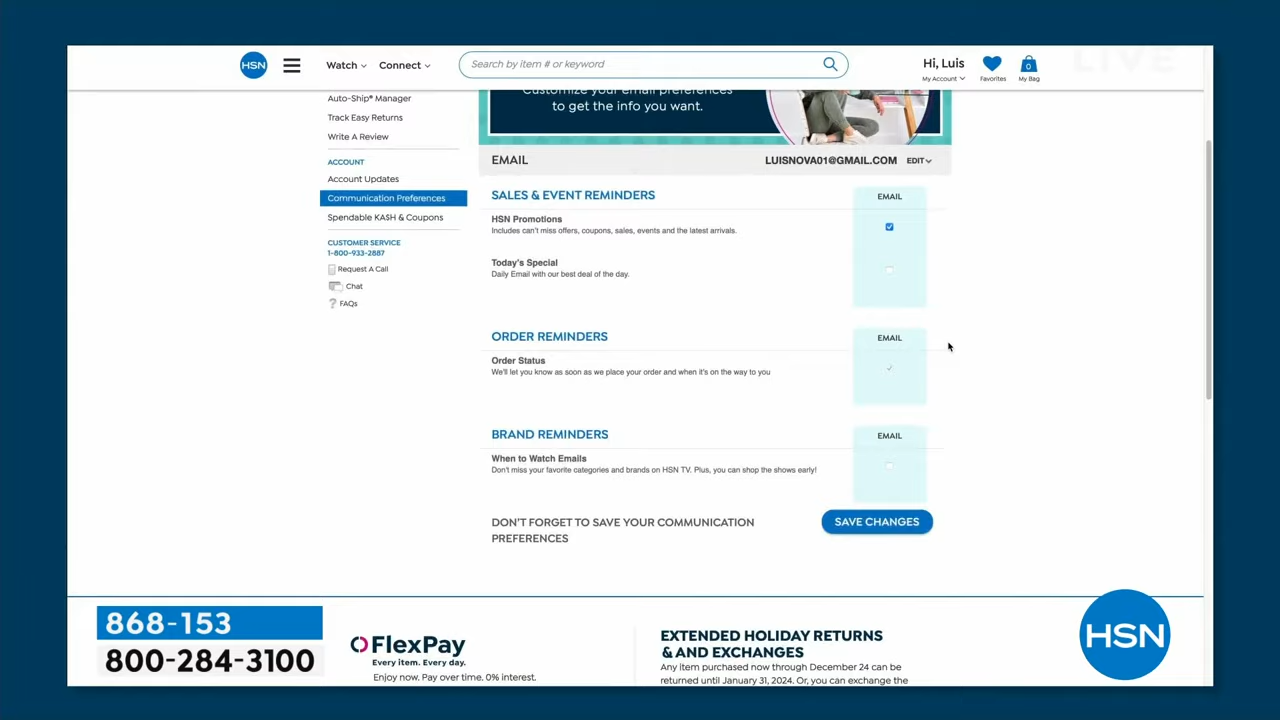 HSN
Watch
Connect
Search by item # or keyword
Hi, Luis
My Account
Favorites
0
My Bag
LIVE
Auto-Ship® Manager
Track Easy Returns
Write A Review
ACCOUNT
Account Updates
Communication Preferences
Spendable KASH & Coupons
CUSTOMER SERVICE
1-800-933-2887
Request A Call
Chat
? FAQs
Customize your email preferences
to get the info you want.
EMAIL
LUISNOVA01@GMAIL.COM
EDIT
SALES & EVENT REMINDERS
EMAIL
HSN Promotions
Includes can't miss offers, coupons, sales, events and the latest arrivals.
Today's Special
Daily Email with our best deal of the day.
ORDER REMINDERS
EMAIL
Order Status
We'll let you know as soon as we place your order and when it's on the way to you
BRAND REMINDERS
EMAIL
When to Watch Emails
Don't miss your favorite categories and brands on HSN TV. Plus, you can shop the shows early!
DON'T FORGET TO SAVE YOUR COMMUNICATION
PREFERENCES
SAVE CHANGES
868-153
800-284-3100
FlexPay
Every item. Every day.
Enjoy now. Pay over time. 0% interest.
EXTENDED HOLIDAY RETURNS
& AND EXCHANGES
Any item purchased now through December 24 can be
returned until January 31, 2024. Or, you can exchange the
HSN